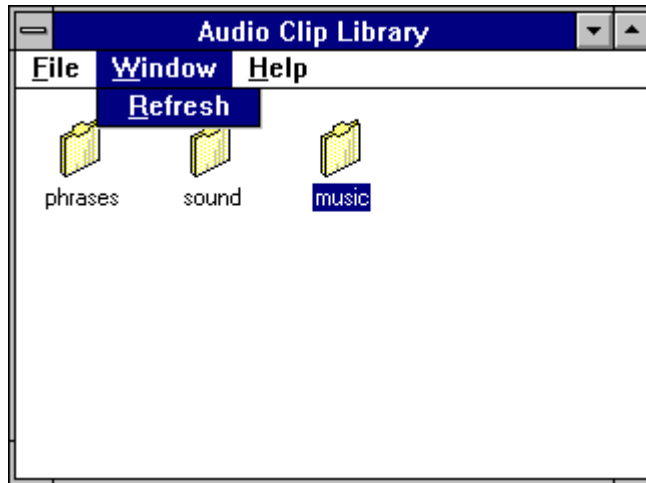 Audio Clip Library
File Window Help
Refresh
phrases sound music